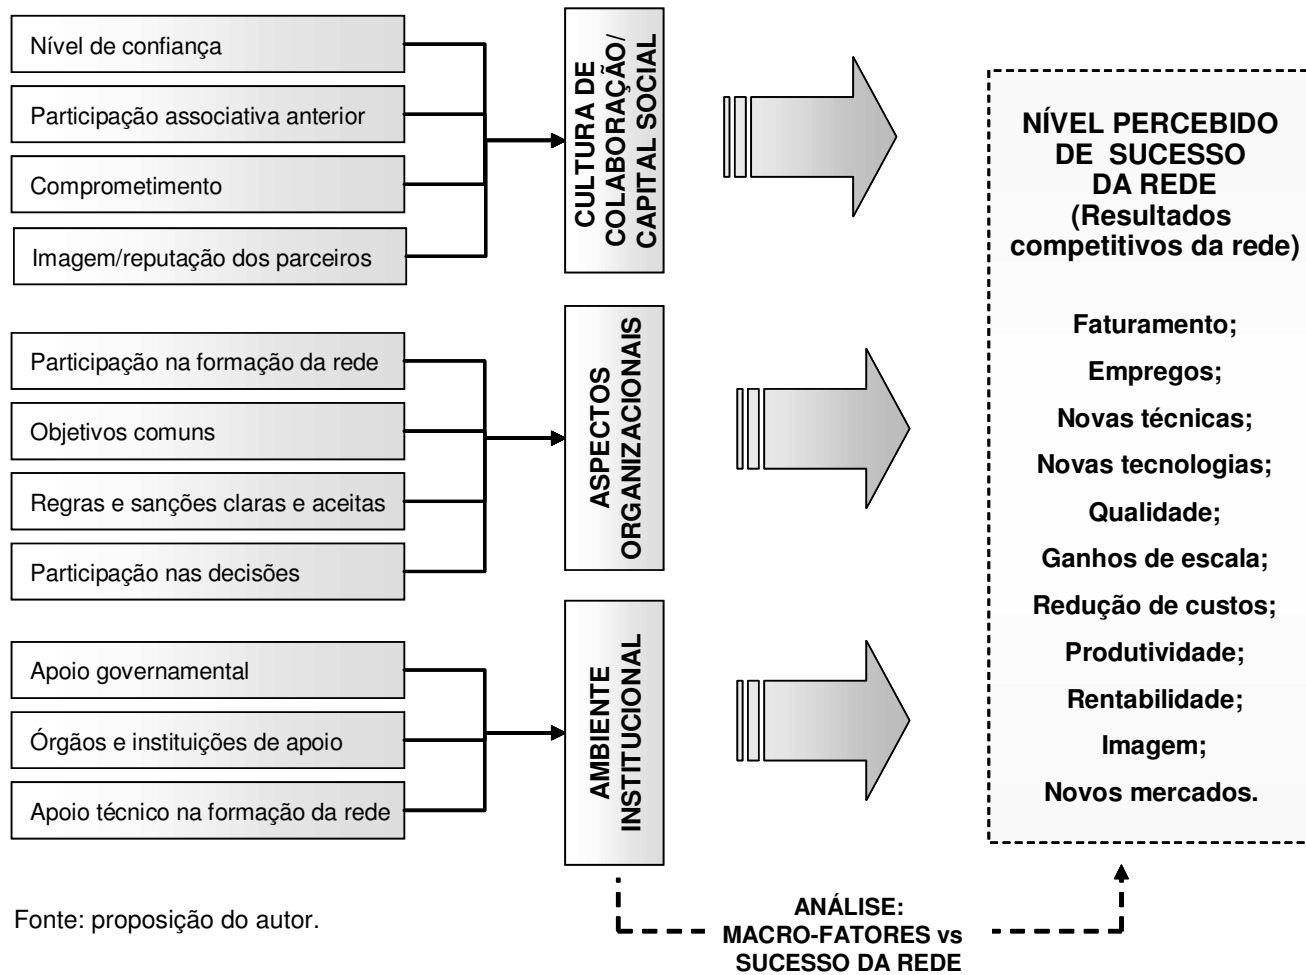 Nível de confiança
Participação associativa anterior
Comprometimento
Imagem/reputação dos parceiros
CULTURA DE
COLABORAÇÃO/
CAPITAL SOCIAL
Participação na formação da rede
Objetivos comuns
Regras e sanções claras e aceitas
Participação nas decisões
ASPECTOS
ORGANIZACIONAIS
Apoio governamental
Órgãos e instituições de apoio
Apoio técnico na formação da rede
AMBIENTE
INSTITUCIONAL
NÍVEL PERCEBIDO
DE SUCESSO
DA REDE
(Resultados
competitivos da rede)
Faturamento;
Empregos;
Novas técnicas;
Novas tecnologias;
Qualidade;
Ganhos de escala;
Redução de custos;
Produtividade;
Rentabilidade;
Imagem;
Novos mercados.
ANÁLISE:
MACRO-FATORES vs
SUCESSO DA REDE
Fonte: proposição do autor.